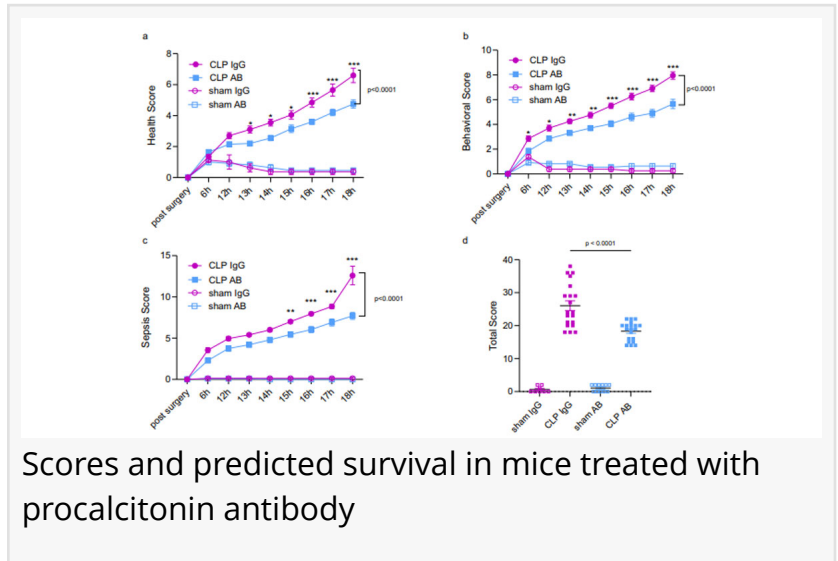 a
Health Score
8
6
4
2
0
CLP IgG
CLP AB
sham IgG
sham AB
* * * *** *** ***
p<0.0001
post surgery 6h 12h 13h 14h 15h 16h 17h 18h
b
Behavioral Score
10
8
6
4
2
0
CLP IgG
CLP AB
sham IgG
sham AB
* * ** ** *** *** *** ***
p<0.0001
post surgery 6h 12h 13h 14h 15h 16h 17h 18h
c
Sepsis Score
15
10
5
0
CLP IgG
CLP AB
sham IgG
sham AB
** *** *** ***
p<0.0001
post surgery 6h 12h 13h 14h 15h 16h 17h 18h
d
Total Score
40
30
20
10
0
p < 0.0001
sham IgG CLP IgG sham AB CLP AB
Scores and predicted survival in mice treated with
procalcitonin antibody